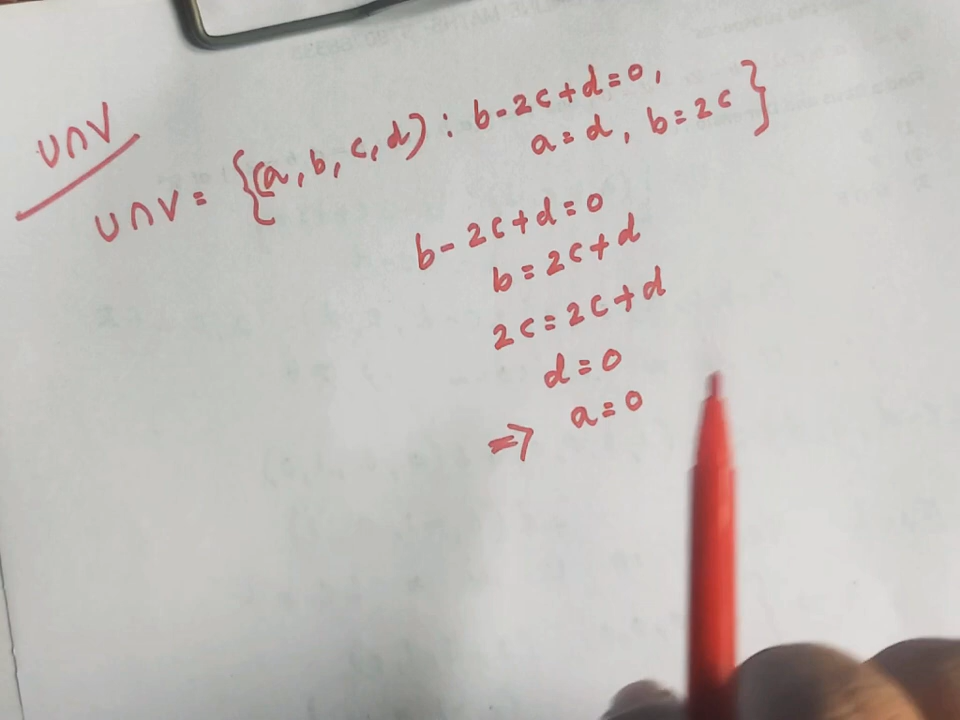 U∩V
U∩V = {(a, b, c, d) : b - 2c + d = 0,
a = d, b = 2c}
b - 2c + d = 0
b = 2c + d
2c = 2c + d
d = 0
⇒ a = 0